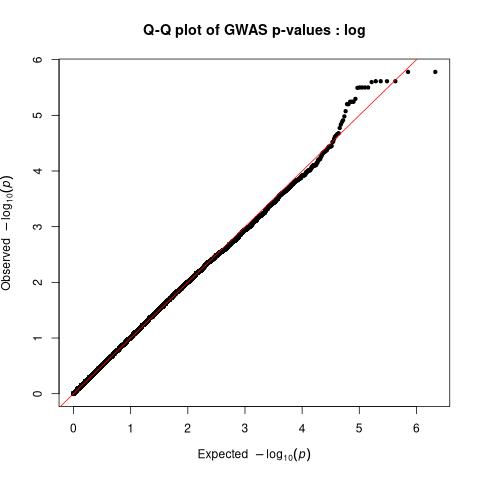 Q-Q plot of GWAS p-values : log
Observed −log10(p)
6
5
4
3
2
1
0
0 1 2 3 4 5 6
Expected −log10(p)